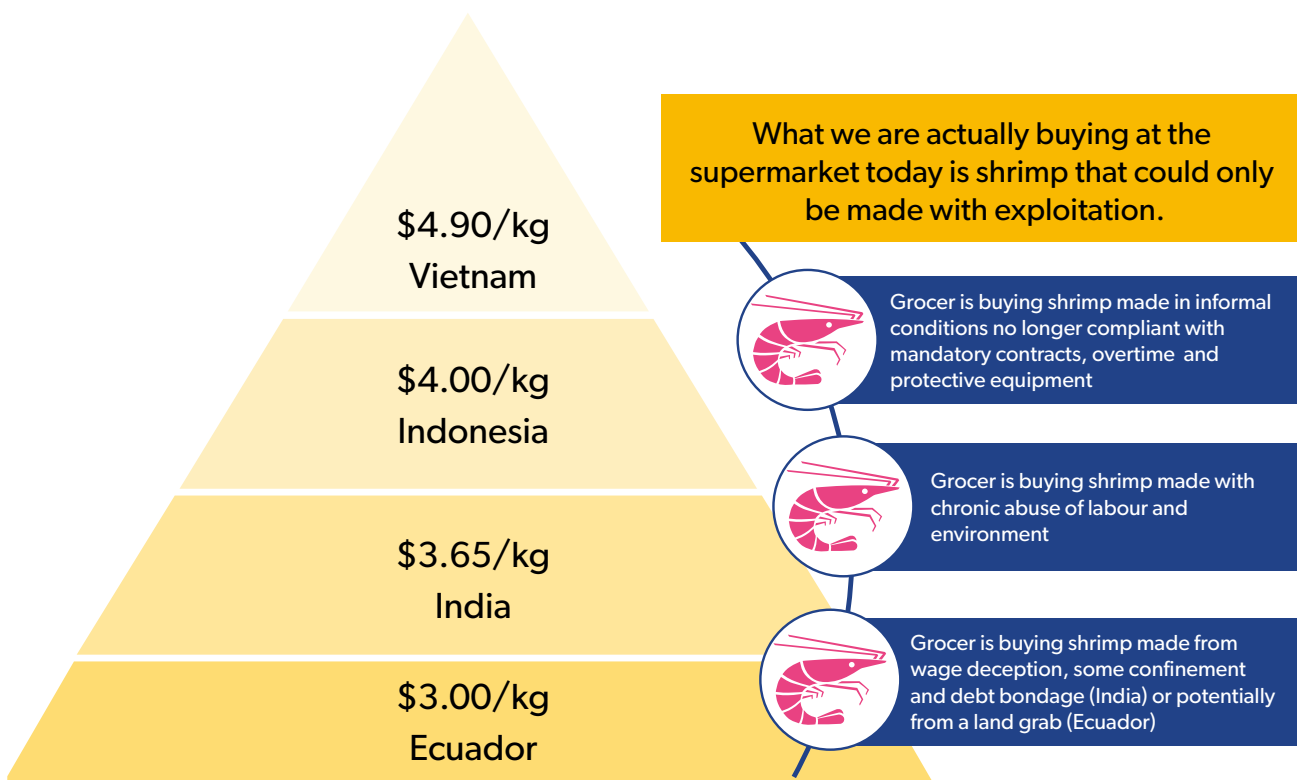 $4.90/kg
Vietnam
$4.00/kg
Indonesia
$3.65/kg
India
$3.00/kg
Ecuador
What we are actually buying at the
supermarket today is shrimp that could only
be made with exploitation.
Grocer is buying shrimp made in informal
conditions no longer compliant with
mandatory contracts, overtime and
protective equipment
Grocer is buying shrimp made with
chronic abuse of labour and
environment
Grocer is buying shrimp made from
wage deception, some confinement
and debt bondage (India) or potentially
from a land grab (Ecuador)